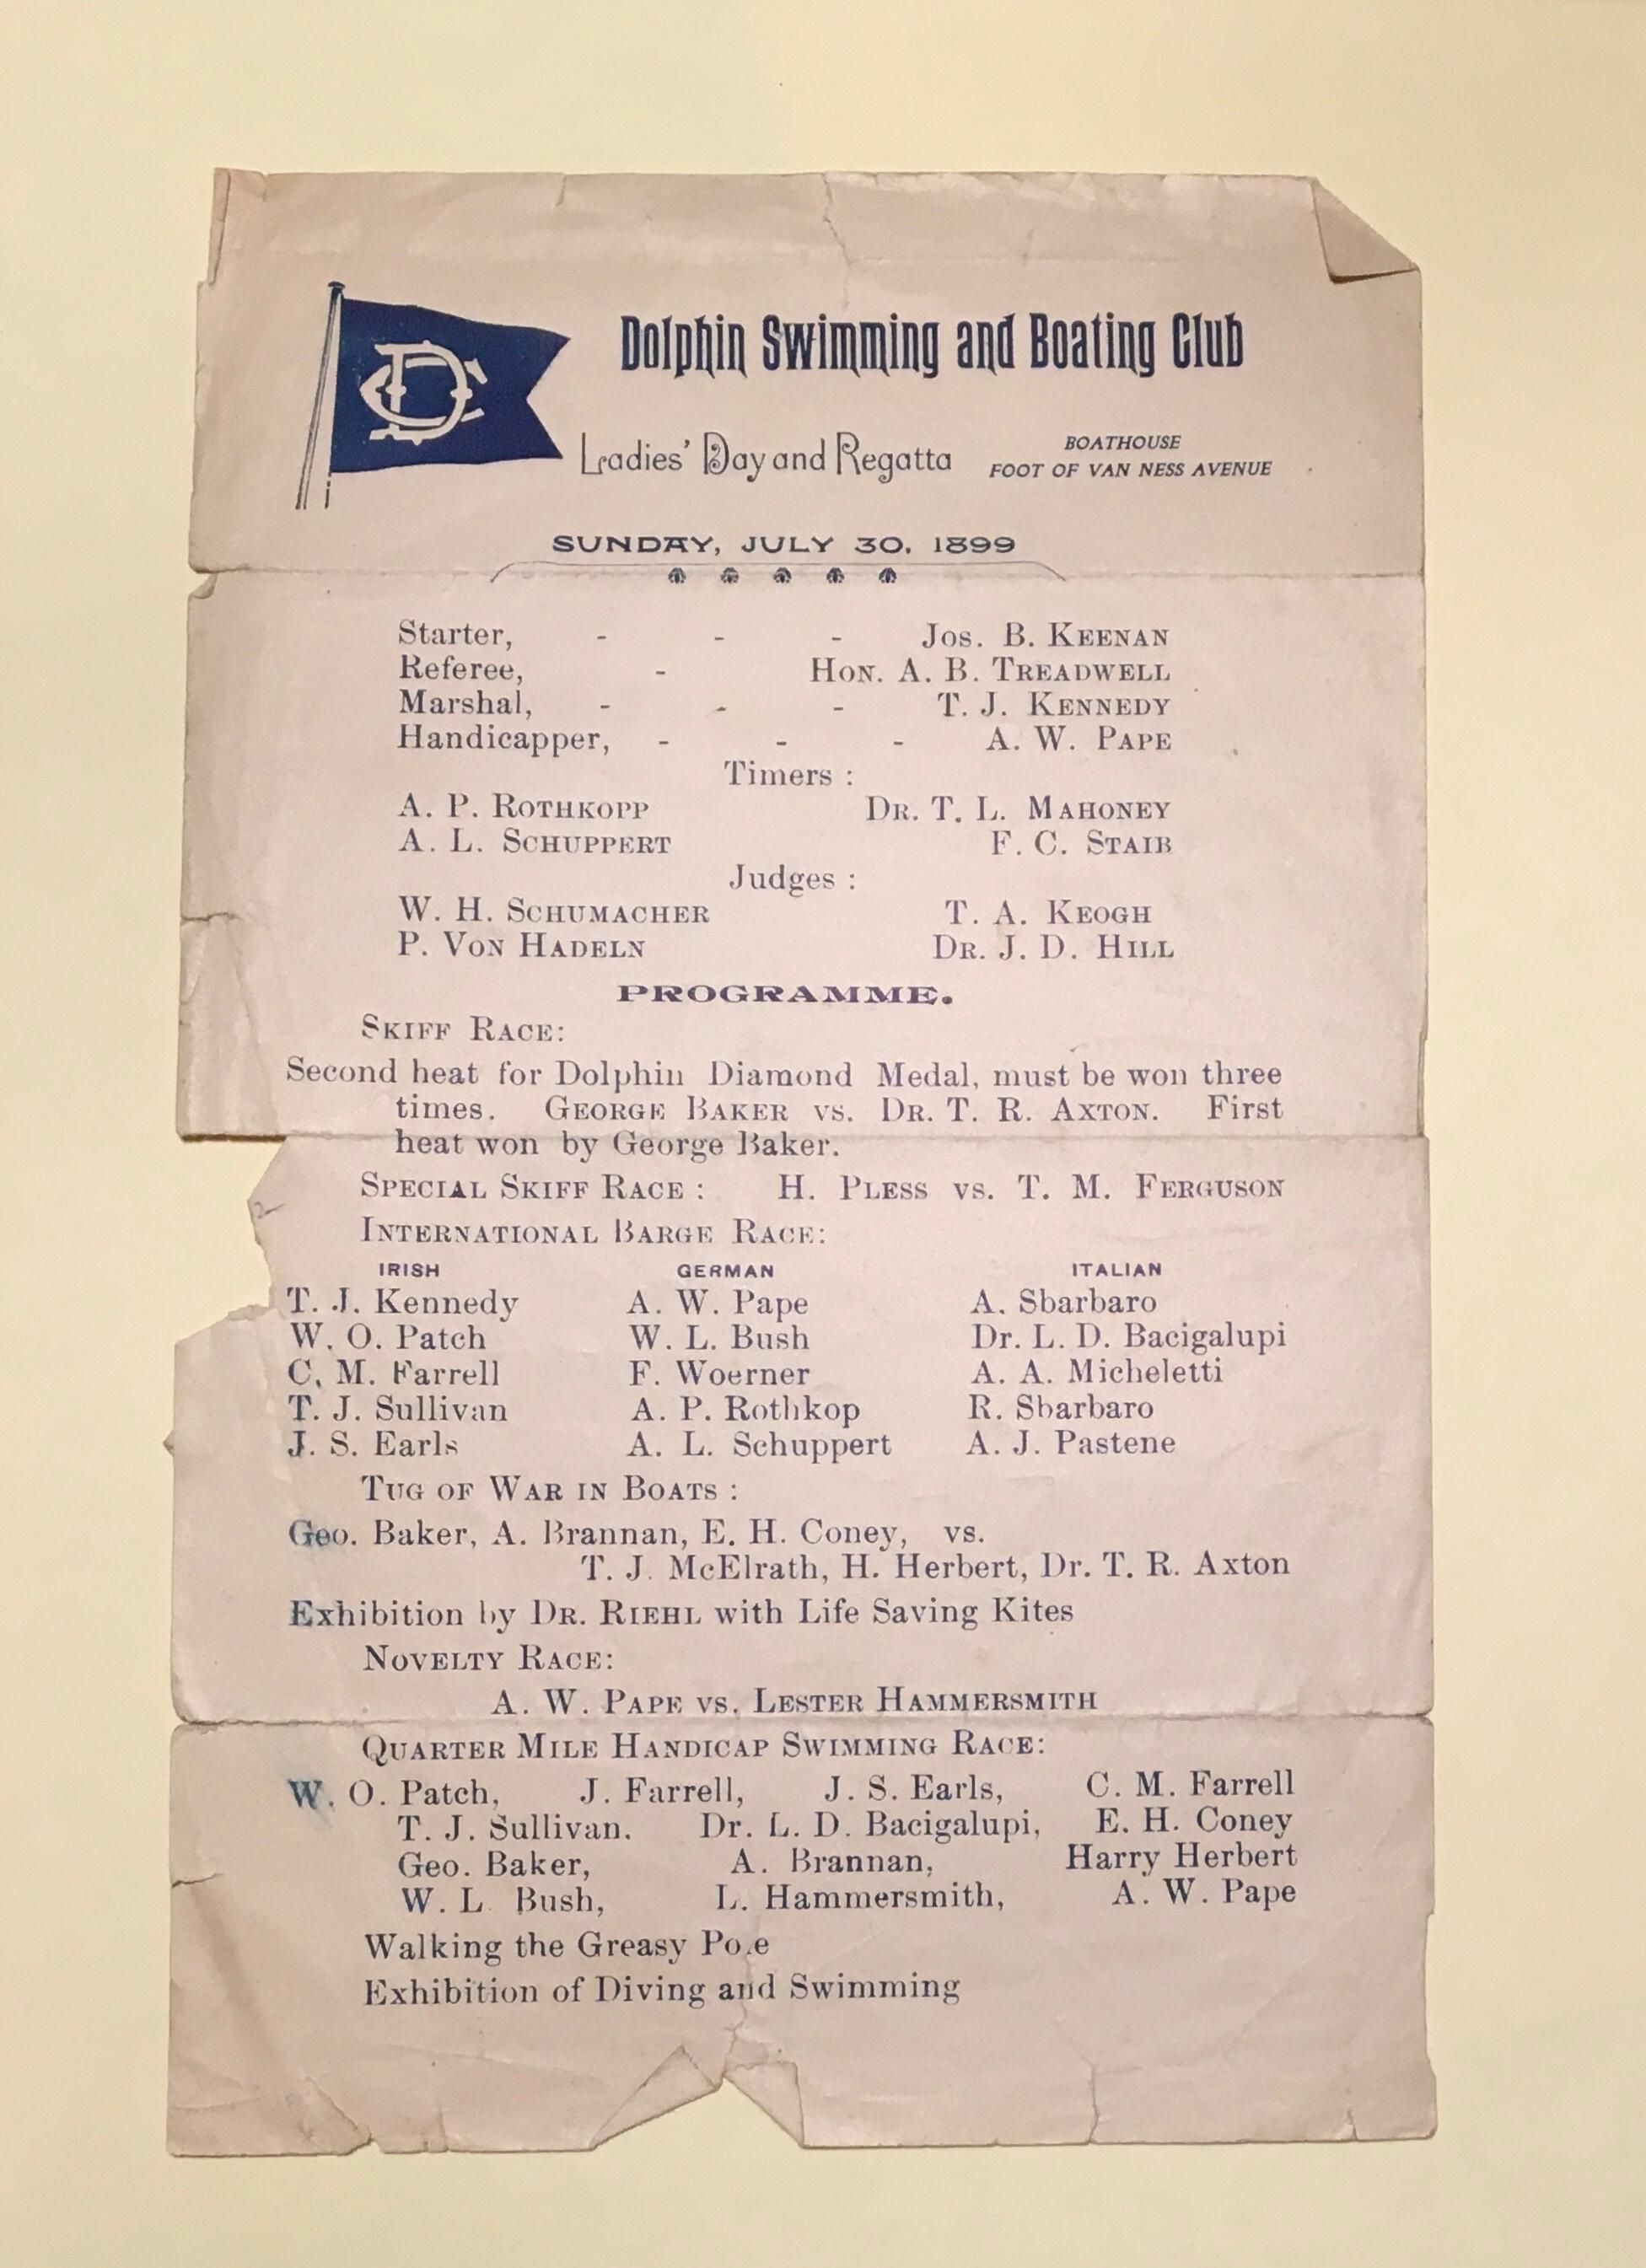 DC
Dolphin Swimming and Boating Club
Ladies' Day and Regatta
BOATHOUSE
FOOT OF VAN NESS AVENUE
SUNDAY, JULY 30, 1899
Starter, - - - Jos. B. Keenan
Referee, - Hon. A. B. Treadwell
Marshal, - - - T. J. Kennedy
Handicapper, - - - A. W. Pape
Timers :
A. P. Rothkopp Dr. T. L. Mahoney
A. L. Schuppert F. C. Staib
Judges :
W. H. Schumacher T. A. Keogh
P. Von Hadeln Dr. J. D. Hill
PROGRAMME.
Skiff Race:
Second heat for Dolphin Diamond Medal, must be won three
times. George Baker vs. Dr. T. R. Axton. First
heat won by George Baker.
Special Skiff Race : H. Pless vs. T. M. Ferguson
International Barge Race:
IRISH GERMAN ITALIAN
T. J. Kennedy A. W. Pape A. Sbarbaro
W. O. Patch W. L. Bush Dr. L. D. Bacigalupi
C. M. Farrell F. Woerner A. A. Micheletti
T. J. Sullivan A. P. Rothkop R. Sbarbaro
J. S. Earls A. L. Schuppert A. J. Pastene
Tug of War in Boats :
Geo. Baker, A. Brannan, E. H. Coney, vs.
T. J. McElrath, H. Herbert, Dr. T. R. Axton
Exhibition by Dr. Riehl with Life Saving Kites
Novelty Race:
A. W. Pape vs. Lester Hammersmith
Quarter Mile Handicap Swimming Race:
W. O. Patch, J. Farrell, J. S. Earls, C. M. Farrell
T. J. Sullivan. Dr. L. D. Bacigalupi, E. H. Coney
Geo. Baker, A. Brannan, Harry Herbert
W. L. Bush, L. Hammersmith, A. W. Pape
Walking the Greasy Pole
Exhibition of Diving and Swimming